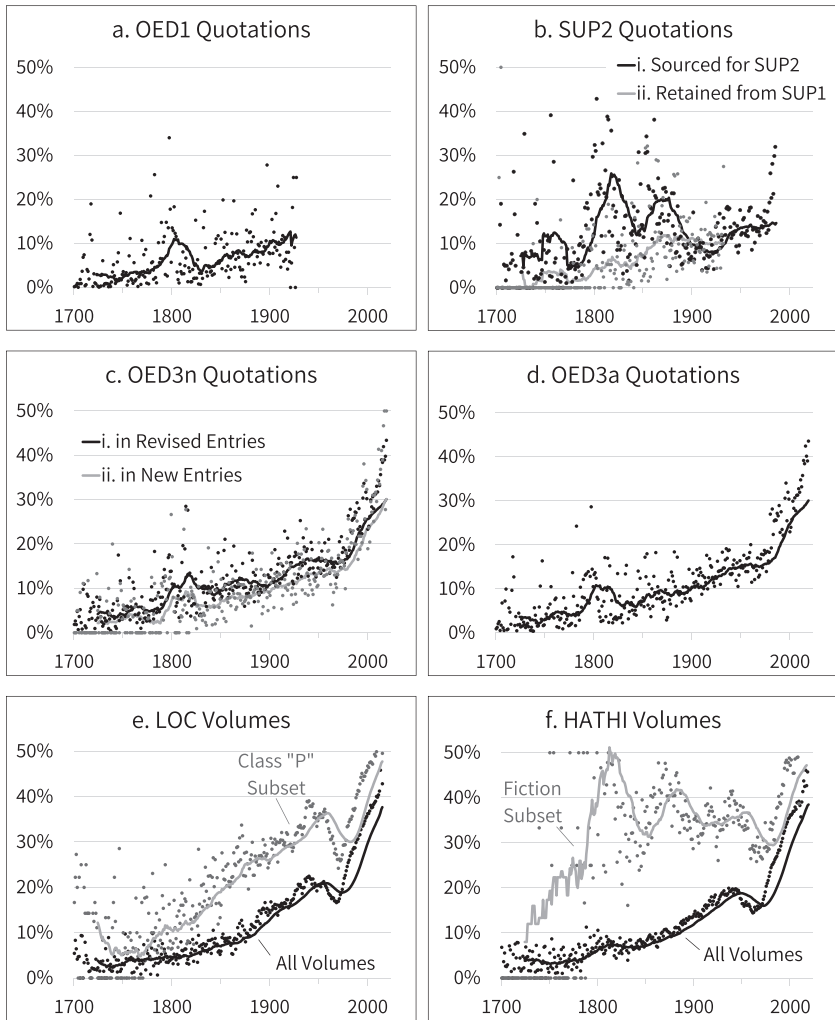 a. OED1 Quotations
50%
40%
30%
20%
10%
0%
1700 1800 1900 2000
b. SUP2 Quotations
i. Sourced for SUP2
ii. Retained from SUP1
50%
40%
30%
20%
10%
0%
1700 1800 1900 2000
c. OED3n Quotations
i. in Revised Entries
ii. in New Entries
50%
40%
30%
20%
10%
0%
1700 1800 1900 2000
d. OED3a Quotations
50%
40%
30%
20%
10%
0%
1700 1800 1900 2000
e. LOC Volumes
Class "P"
Subset
All Volumes
50%
40%
30%
20%
10%
0%
1700 1800 1900 2000
f. HATHI Volumes
Fiction
Subset
All Volumes
50%
40%
30%
20%
10%
0%
1700 1800 1900 2000